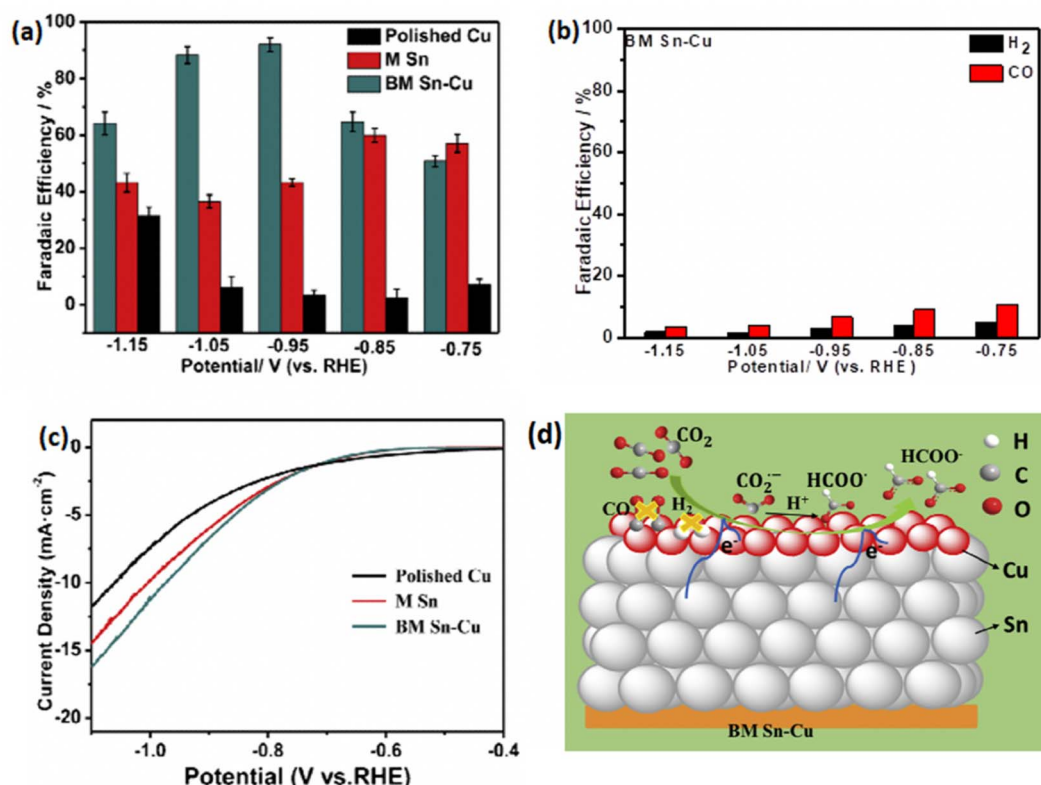 (a)
Faradaic Efficiency / %
100
80
60
40
20
0
Polished Cu
M Sn
BM Sn-Cu
-1.15
-1.05
-0.95
-0.85
-0.75
Potential/ V (vs. RHE)
(b)
Faradaic Efficiency / %
100
80
60
40
20
0
BM Sn-Cu
H2
CO
-1.15
-1.05
-0.95
-0.85
-0.75
Potential/ V (vs. RHE)
(c)
Current Density (mA·cm-2)
0
-5
-10
-15
-20
Polished Cu
M Sn
BM Sn-Cu
-1.0
-0.8
-0.6
-0.4
Potential (V vs.RHE)
(d)
CO2
CO
H2
CO2·−
H+
HCOO·
HCOO-
H
C
O
e-
e-
Cu
Sn
BM Sn-Cu